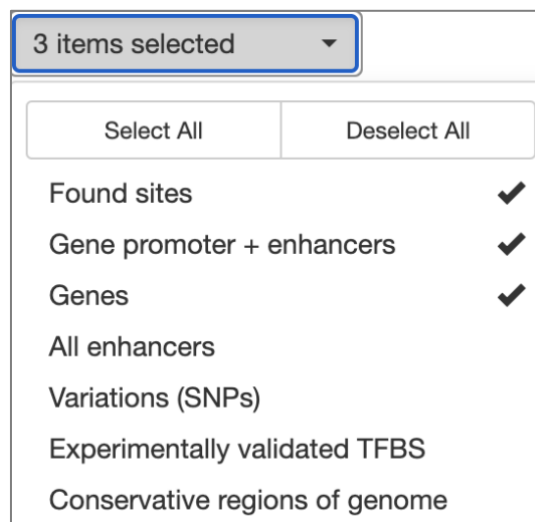 3 items selected
Select All Deselect All
Found sites
Gene promoter + enhancers
Genes
All enhancers
Variations (SNPs)
Experimentally validated TFBS
Conservative regions of genome